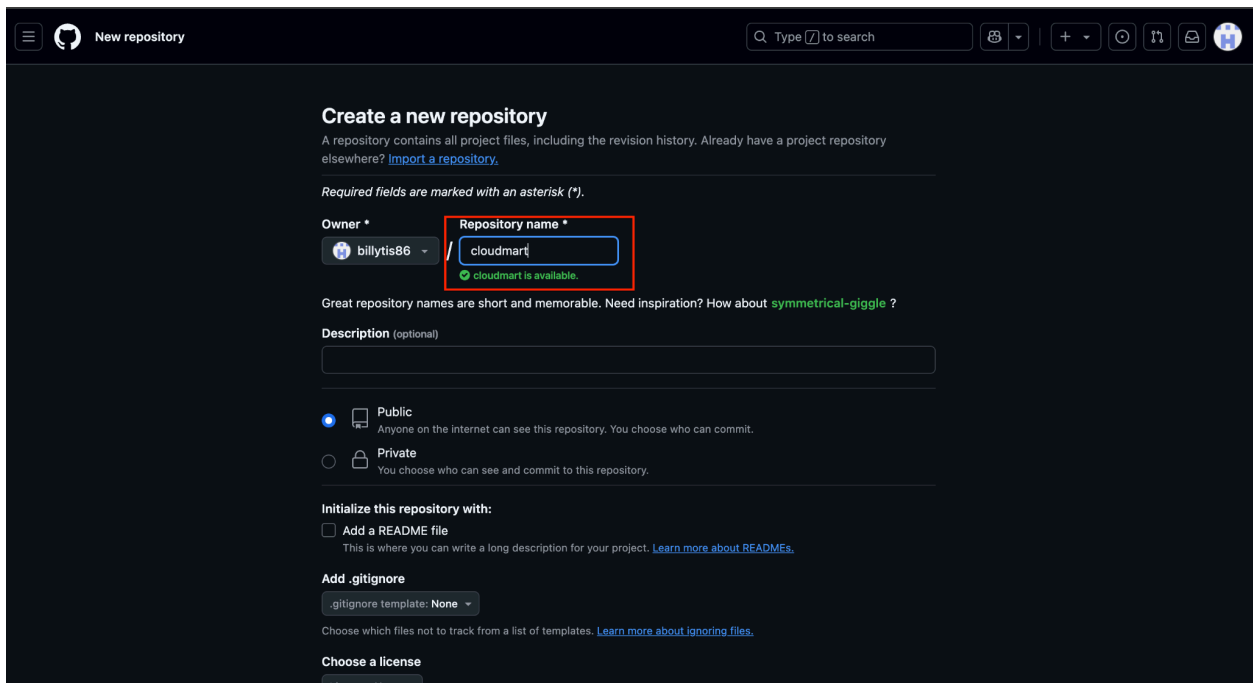 New repository
Type / to search
Create a new repository
A repository contains all project files, including the revision history. Already have a project repository
elsewhere? Import a repository.
Required fields are marked with an asterisk (*).
Owner * Repository name *
billytis86 / cloudmart
cloudmart is available.
Great repository names are short and memorable. Need inspiration? How about symmetrical-giggle ?
Description (optional)
Public
Anyone on the internet can see this repository. You choose who can commit.
Private
You choose who can see and commit to this repository.
Initialize this repository with:
Add a README file
This is where you can write a long description for your project. Learn more about READMEs.
Add .gitignore
.gitignore template: None
Choose which files not to track from a list of templates. Learn more about ignoring files.
Choose a license